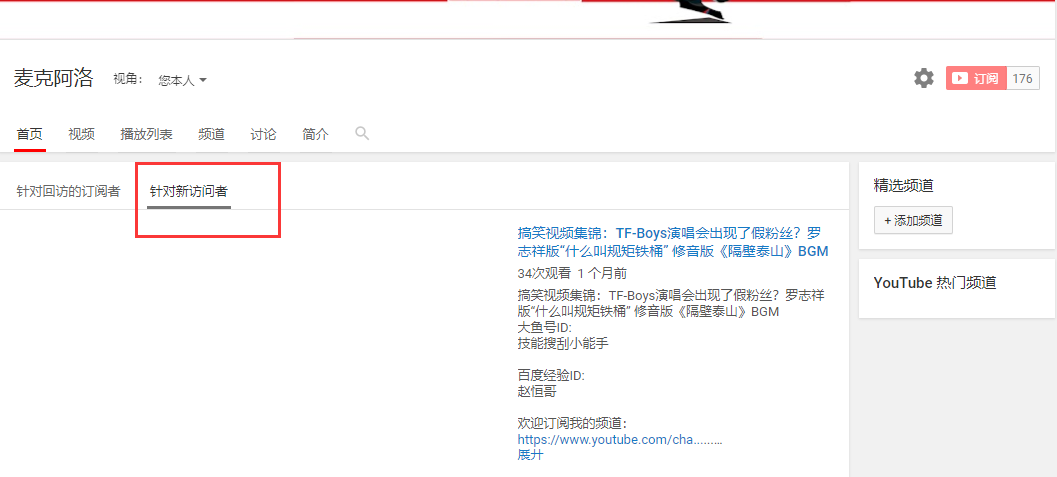 麦克阿洛 视角: 您本人
订阅 176
首页 视频 播放列表 频道 讨论 简介
针对回访的订阅者 针对新访问者
搞笑视频集锦：TF-Boys演唱会出现了假粉丝？罗
志祥版“什么叫规矩铁桶” 修音版《隔壁泰山》BGM
34次观看 1 个月前
搞笑视频集锦：TF-Boys演唱会出现了假粉丝？罗志祥
版“什么叫规矩铁桶” 修音版《隔壁泰山》BGM
大鱼号ID:
技能搜刮小能手
百度经验ID:
赵恒哥
欢迎订阅我的频道：
https://www.youtube.com/cha.........
展廾
精选频道
+ 添加频道
YouTube 热门频道